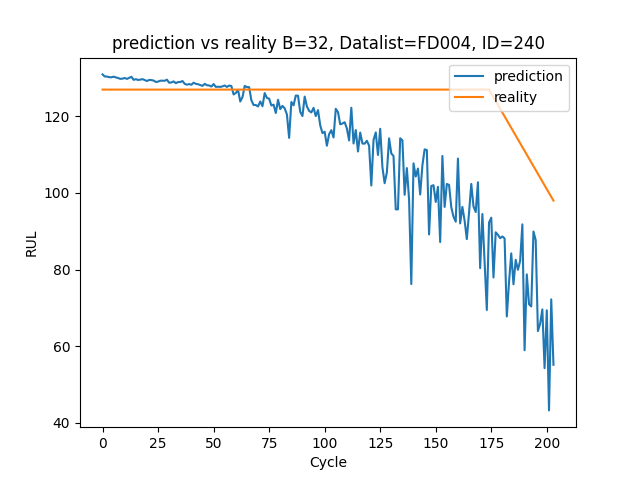 prediction vs reality B=32, Datalist=FD004, ID=240
prediction
reality
RUL
120
100
80
60
40
0 25 50 75 100 125 150 175 200
Cycle